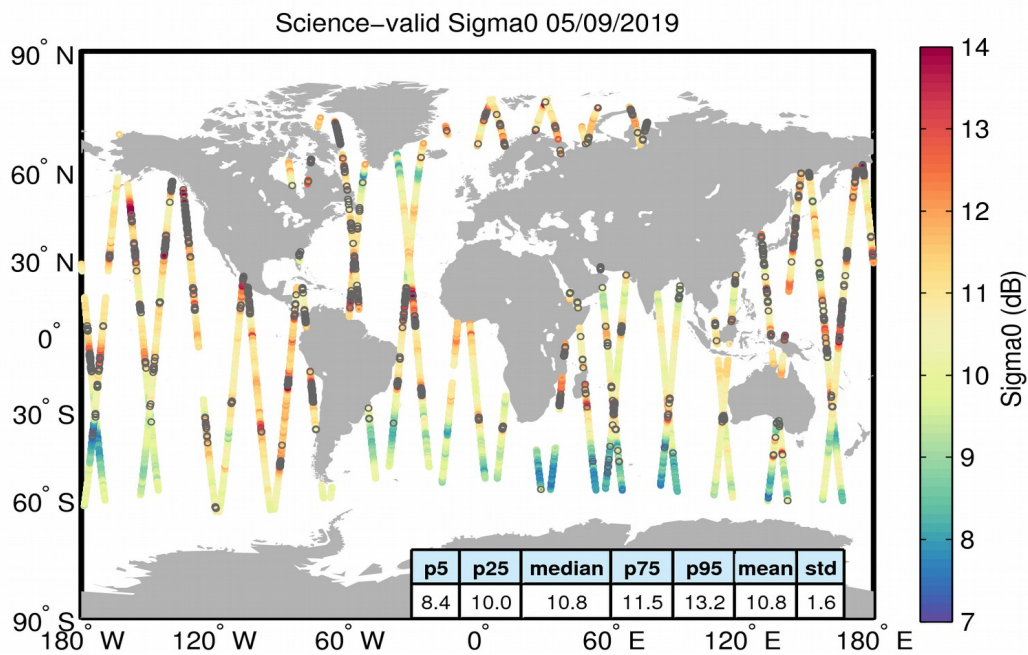 Science−valid Sigma0 05/09/2019
90° N
60° N
30° N
0°
30° S
60° S
90° S
180° W
120° W
60° W
0°
60° E
120° E
180° E
p5 p25 median p75 p95 mean std
8.4 10.0 10.8 11.5 13.2 10.8 1.6
14
13
12
11
10
9
8
7
Sigma0 (dB)